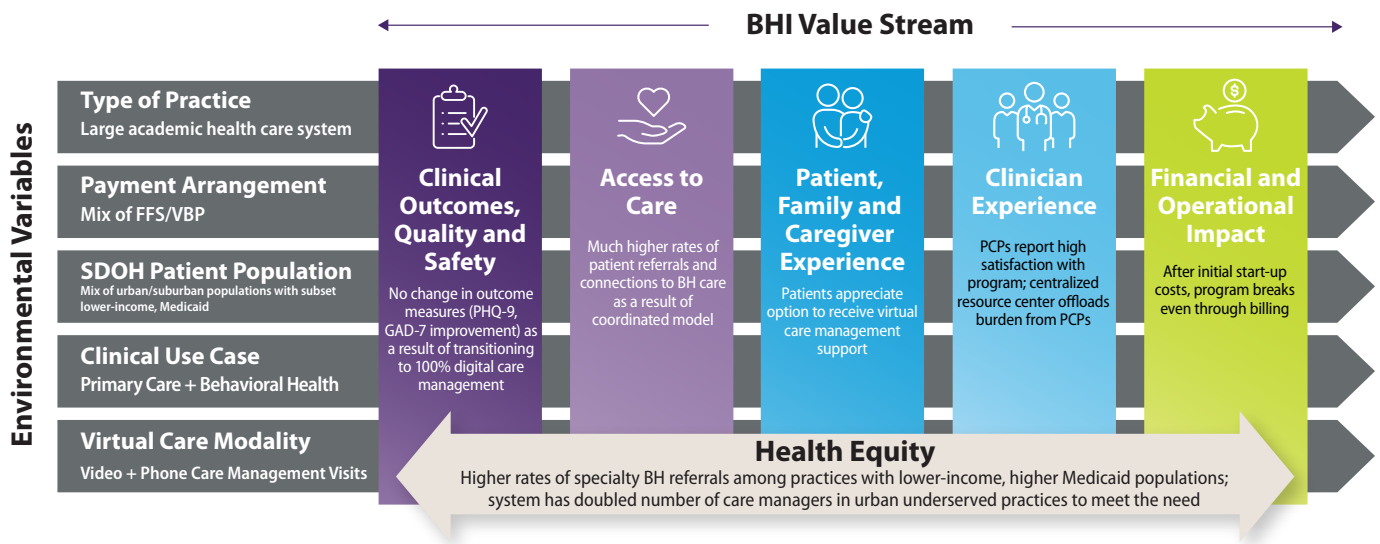 BHI Value Stream
Environmental Variables
Type of Practice
Large academic health care system
Payment Arrangement
Mix of FFS/VBP
SDOH Patient Population
Mix of urban/suburban populations with subset
lower-income, Medicaid
Clinical Use Case
Primary Care + Behavioral Health
Virtual Care Modality
Video + Phone Care Management Visits
Clinical
Outcomes,
Quality and
Safety
No change in outcome
measures (PHQ-9,
GAD-7 improvement) as
a result of transitioning
to 100% digital care
management
Access to
Care
Much higher rates of
patient referrals and
connections to BH care
as a result of
coordinated model
Patient,
Family and
Caregiver
Experience
Patients appreciate
option to receive virtual
care management
support
Clinician
Experience
PCPs report high
satisfaction with
program; centralized
resource center offloads
burden from PCPs
$
Financial and
Operational
Impact
After initial start-up
costs, program breaks
even through billing
Health Equity
Higher rates of specialty BH referrals among practices with lower-income, higher Medicaid populations;
system has doubled number of care managers in urban underserved practices to meet the need